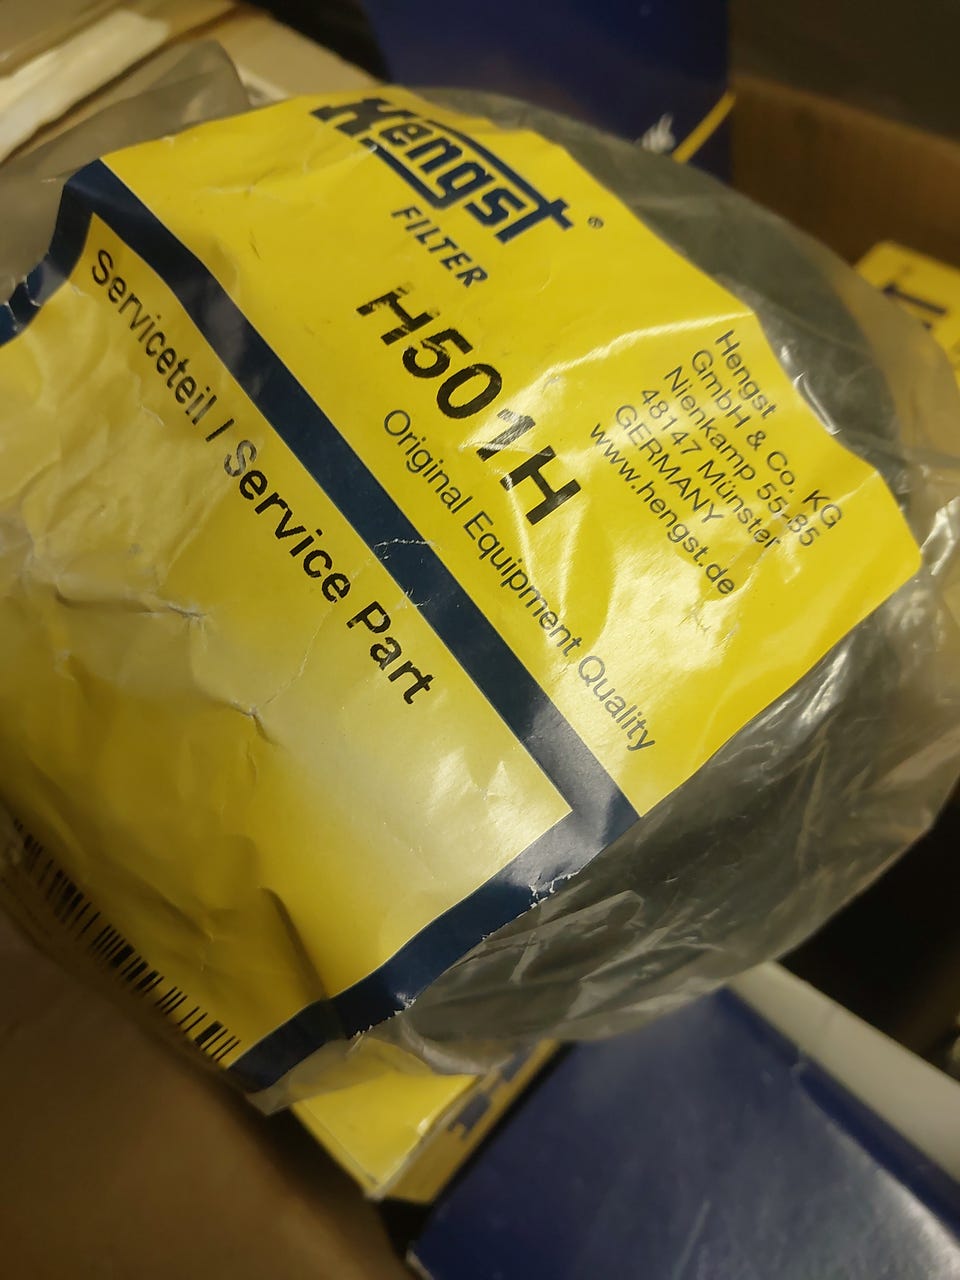 Hengst®
FILTER
H501H
Original Equipment Quality
Hengst
GmbH & Co. KG
Nienkamp 55-85
48147 Münster
GERMANY
www.hengst.de
Serviceteil / Service Part